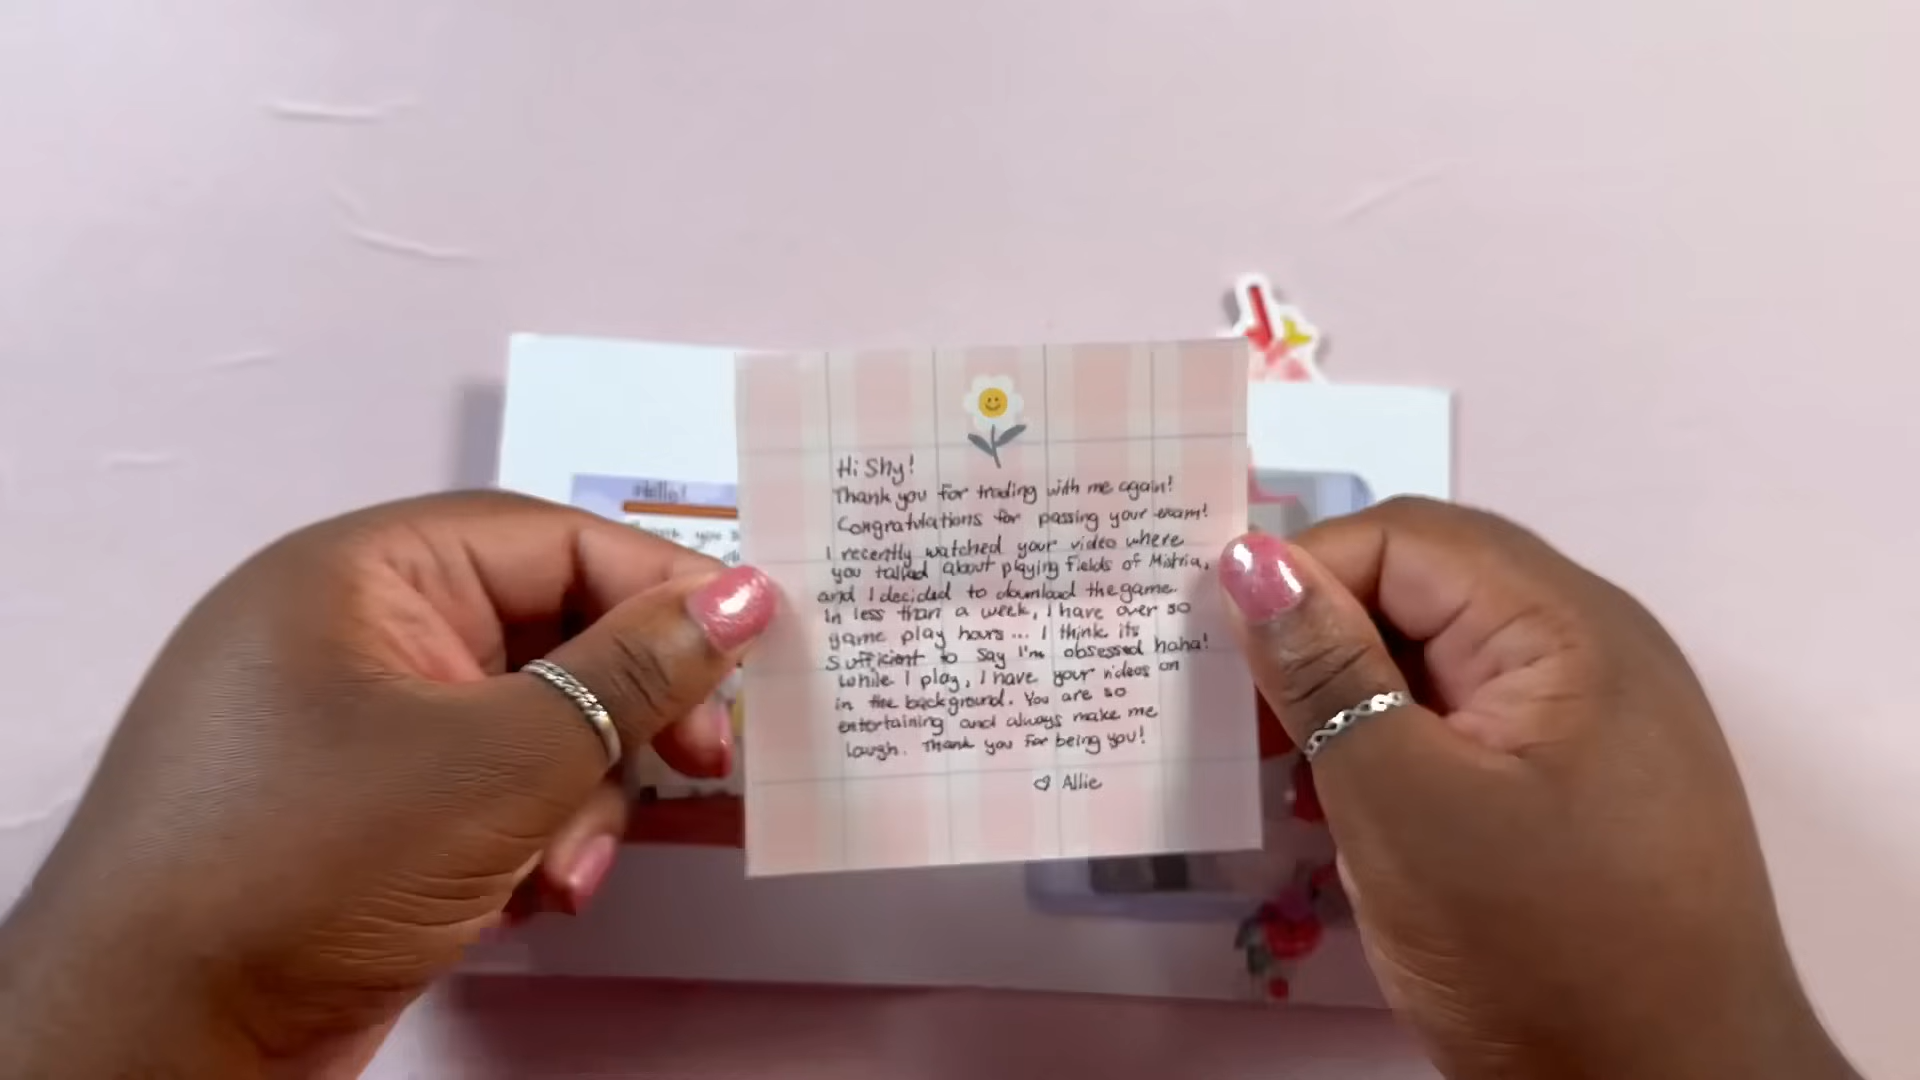 Hi Shy!
Thank you for trading with me again!
Congratulations for passing your exam!
I recently watched your video where
you talked about playing Fields of Mistria,
and I decided to download the game.
In less than a week, I have over 50
game play hours... I think its
sufficient to say I'm obsessed haha!
While I play, I have your videos on
in the background. You are so
entertaining and always make me
laugh. Thank you for being you!
♡ Allie
Hello!
you